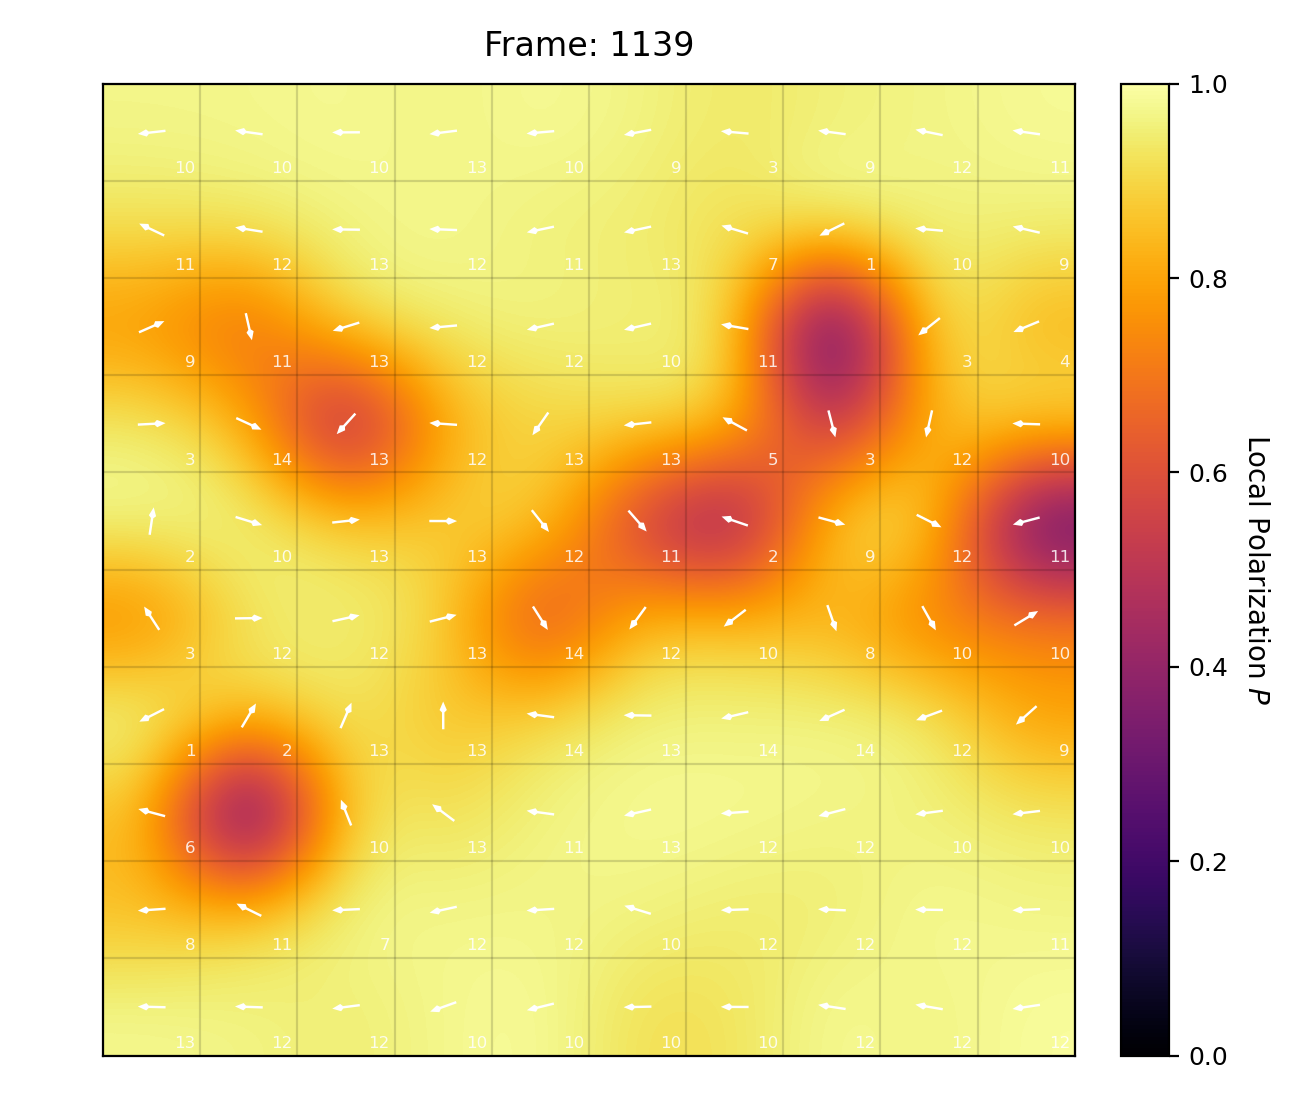 Frame: 1139
10 10 10 13 10 9 3 9 12 11
11 12 13 12 11 13 7 1 10 9
9 11 13 12 12 10 11 3 4
3 14 13 12 13 13 5 3 12 10
2 10 13 13 12 11 2 9 12 11
3 12 12 13 14 12 10 8 10 10
1 2 13 13 14 13 14 14 12 9
6 10 13 11 13 12 12 10 10
8 11 7 12 12 10 12 12 12 11
13 12 12 10 10 10 10 12 12 12
1.0
0.8
0.6
0.4
0.2
0.0
Local Polarization P